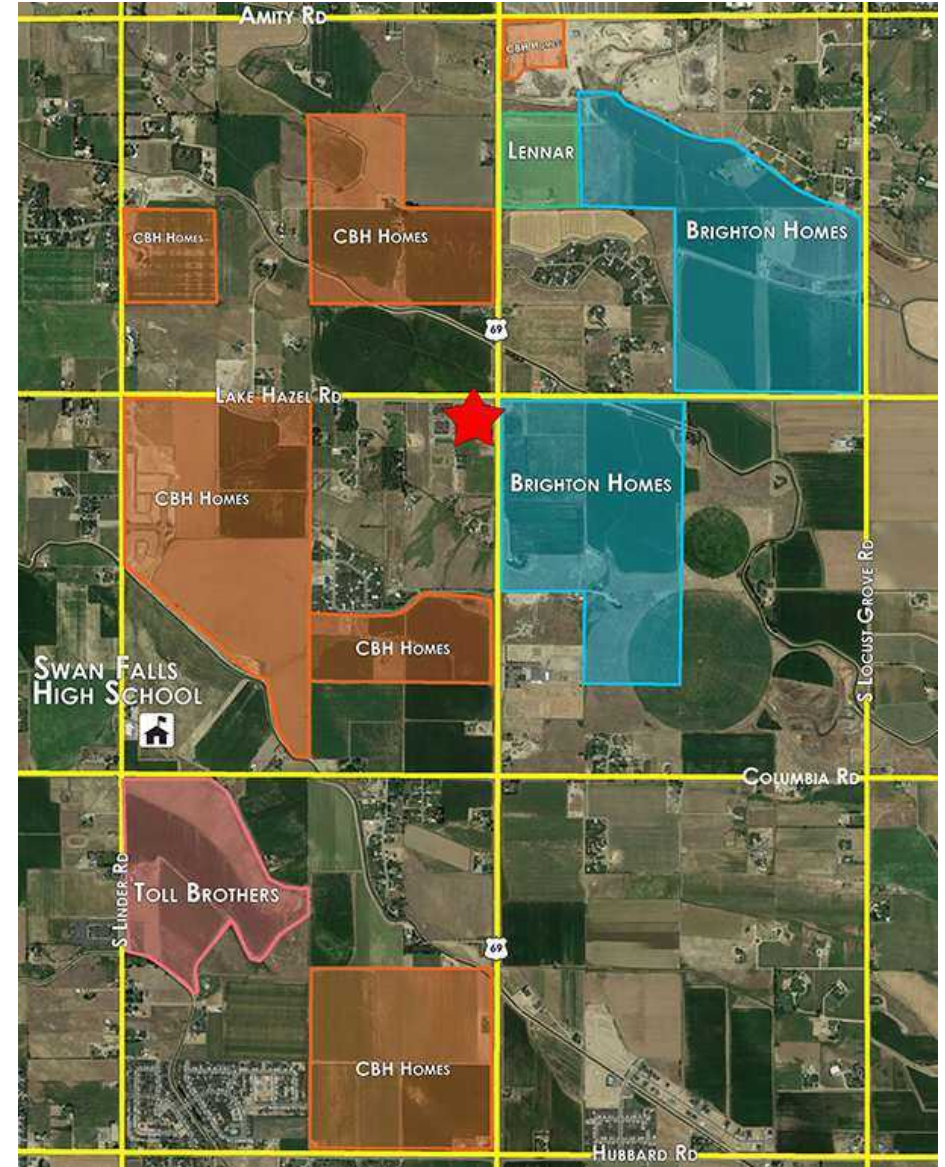 AMITY RD
CBH HOMES
LENNAR
BRIGHTON HOMES
CBH HOMES
CBH HOMES
69
LAKE HAZEL RD
BRIGHTON HOMES
CBH HOMES
S LOCUST GROVE RD
CBH HOMES
SWAN FALLS
HIGH SCHOOL
COLUMBIA RD
S LINDER RD
TOLL BROTHERS
69
CBH HOMES
HUBBARD RD